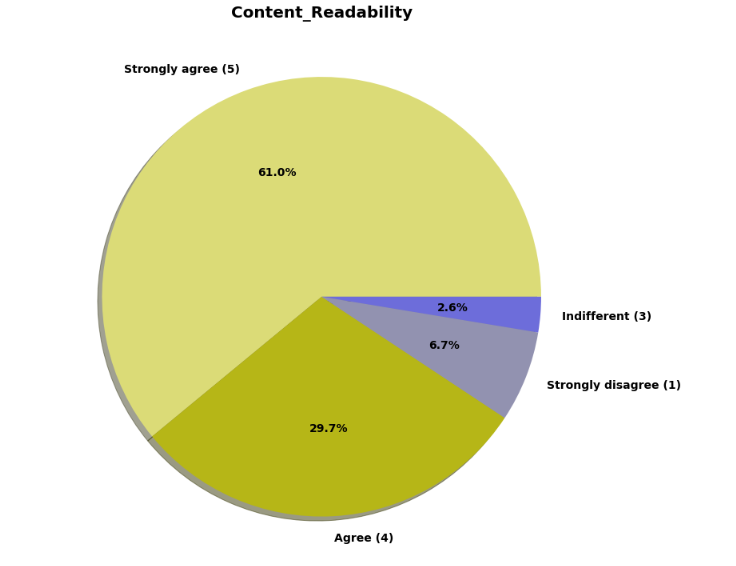 Content_Readability
Strongly agree (5)
61.0%
2.6%
Indifferent (3)
6.7%
Strongly disagree (1)
29.7%
Agree (4)